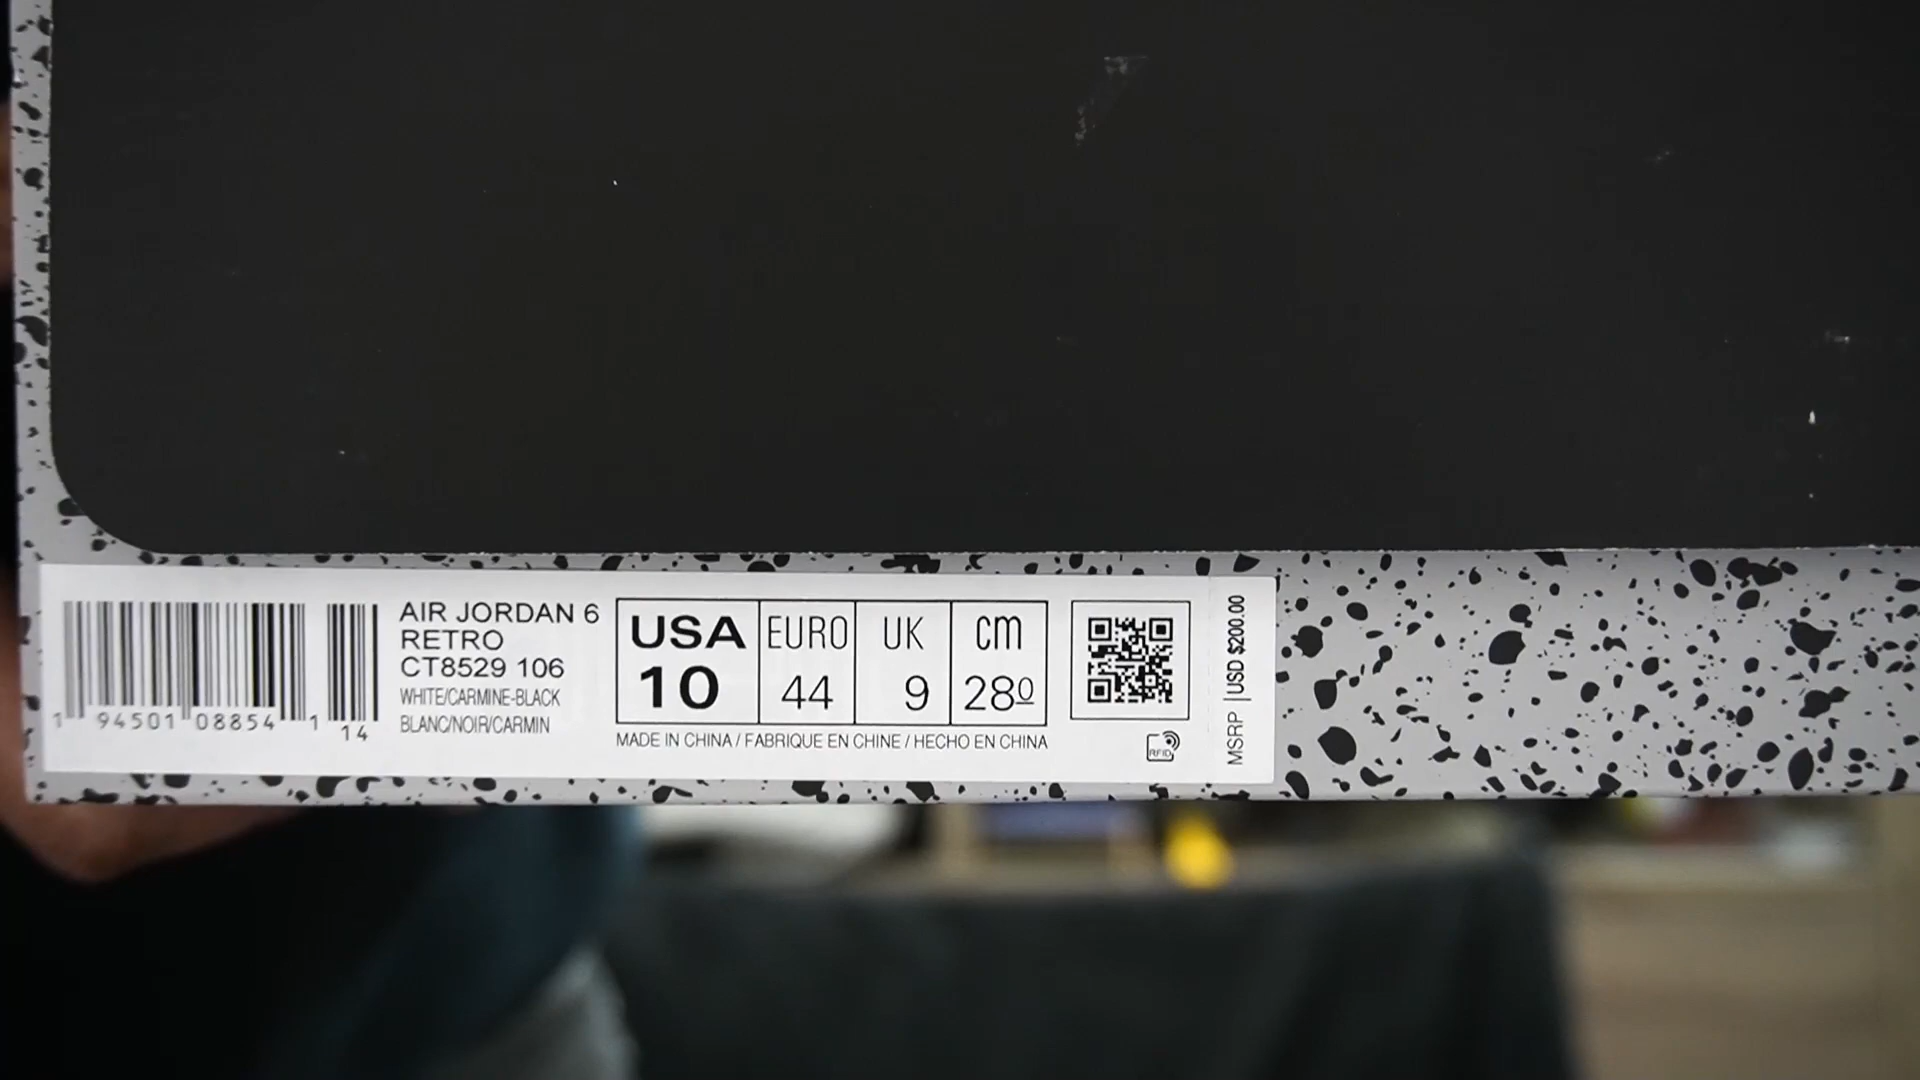 AIR JORDAN 6
RETRO
CT8529 106
WHITE/CARMINE-BLACK
BLANC/NOIR/CARMIN
1 94501 08854 1 14
USA EURO UK cm
10 44 9 280
MADE IN CHINA / FABRIQUE EN CHINE / HECHO EN CHINA
RFID
MSRP | USD $200.00